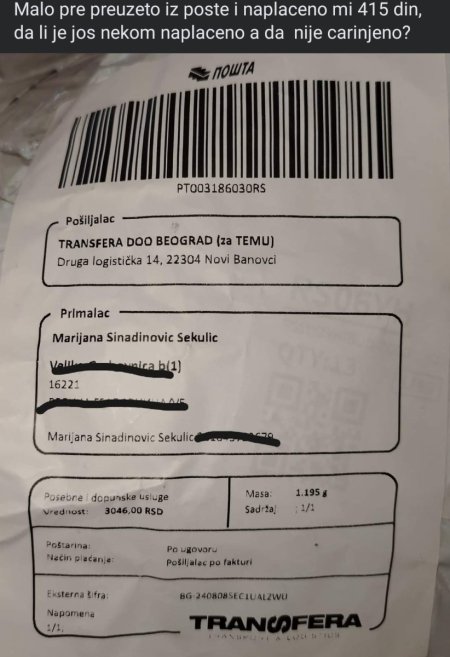 Malo pre preuzeto iz poste i naplaceno mi 415 din,
da li je jos nekom naplaceno a da nije carinjeno?
ПОШТА
PT003186030RS
Pošiljalac
TRANSFERA DOO BEOGRAD (za TEMU)
Druga logistička 14, 22304 Novi Banovci
Primalac
Marijana Sinadinovic Sekulic
b(1)
16221
Marijana Sinadinovic Sekulic
Posebne i dopunske usluge
Vrednost: 3046,00 RSD
Masa: 1.195 g
Sadržaj : 1/1
Poštarina: Po ugovoru
Način plaćanja: Pošiljalac po fakturi
Eksterna šifra: BG-240808SEC1UALZWU
Napomena
1/1,
TRANSFERA